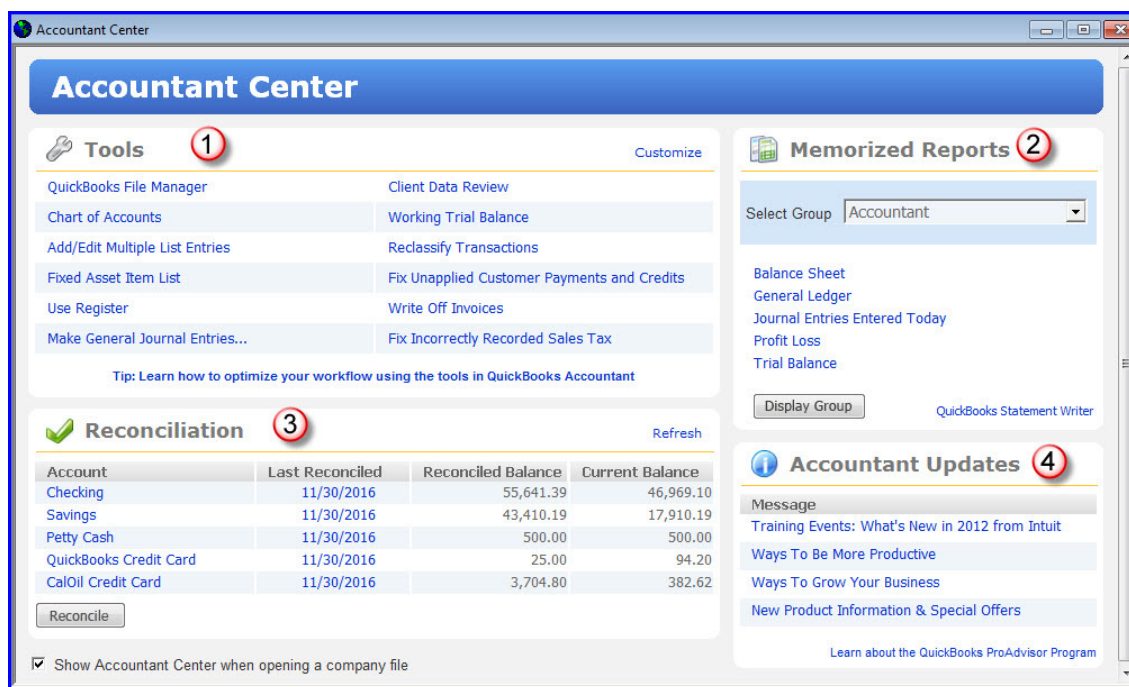 Accountant Center
Accountant Center
Tools 1 Customize
QuickBooks File Manager Client Data Review
Chart of Accounts Working Trial Balance
Add/Edit Multiple List Entries Reclassify Transactions
Fixed Asset Item List Fix Unapplied Customer Payments and Credits
Use Register Write Off Invoices
Make General Journal Entries... Fix Incorrectly Recorded Sales Tax
Tip: Learn how to optimize your workflow using the tools in QuickBooks Accountant
Memorized Reports 2
Select Group Accountant
Balance Sheet
General Ledger
Journal Entries Entered Today
Profit Loss
Trial Balance
Display Group QuickBooks Statement Writer
Reconciliation 3 Refresh
Account Last Reconciled Reconciled Balance Current Balance
Checking 11/30/2016 55,641.39 46,969.10
Savings 11/30/2016 43,410.19 17,910.19
Petty Cash 11/30/2016 500.00 500.00
QuickBooks Credit Card 11/30/2016 25.00 94.20
CalOil Credit Card 11/30/2016 3,704.80 382.62
Reconcile
Accountant Updates 4
Message
Training Events: What's New in 2012 from Intuit
Ways To Be More Productive
Ways To Grow Your Business
New Product Information & Special Offers
Learn about the QuickBooks ProAdvisor Program
Show Accountant Center when opening a company file